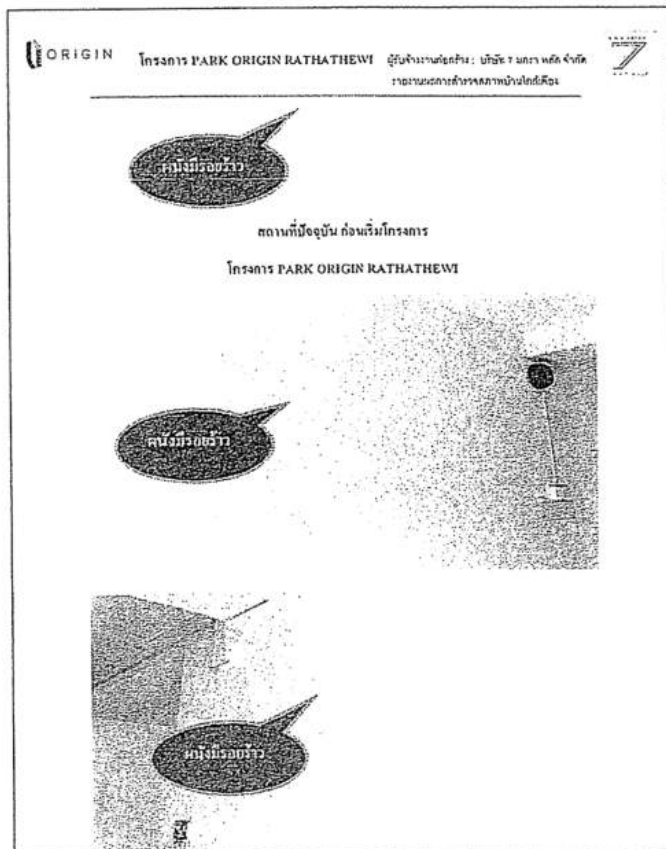 ORIGIN
โครงการ PARK ORIGIN RATHATHEWI
ผู้รับจ้างงานก่อสร้าง : บริษัท 7 มกรา หลัก จำกัด
รายงานผลการสำรวจสภาพบ้านใกล้เคียง
7
ผนังมีรอยร้าว
สถานที่ปัจจุบัน ก่อนเริ่มโครงการ
โครงการ PARK ORIGIN RATHATHEWI
ผนังมีรอยร้าว
ผนังมีรอยร้าว